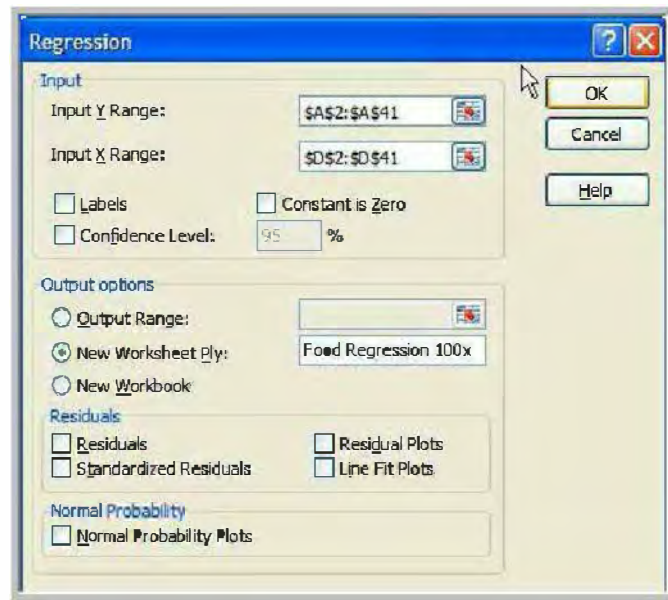 Regression
Input
Input Y Range: $A$2:$A$41
Input X Range: $D$2:$D$41
Labels Constant is Zero
Confidence Level: 95 %
OK
Cancel
Help
Output options
Output Range:
New Worksheet Ply: Food Regression 100x
New Workbook
Residuals
Residuals Residual Plots
Standardized Residuals Line Fit Plots
Normal Probability
Normal Probability Plots